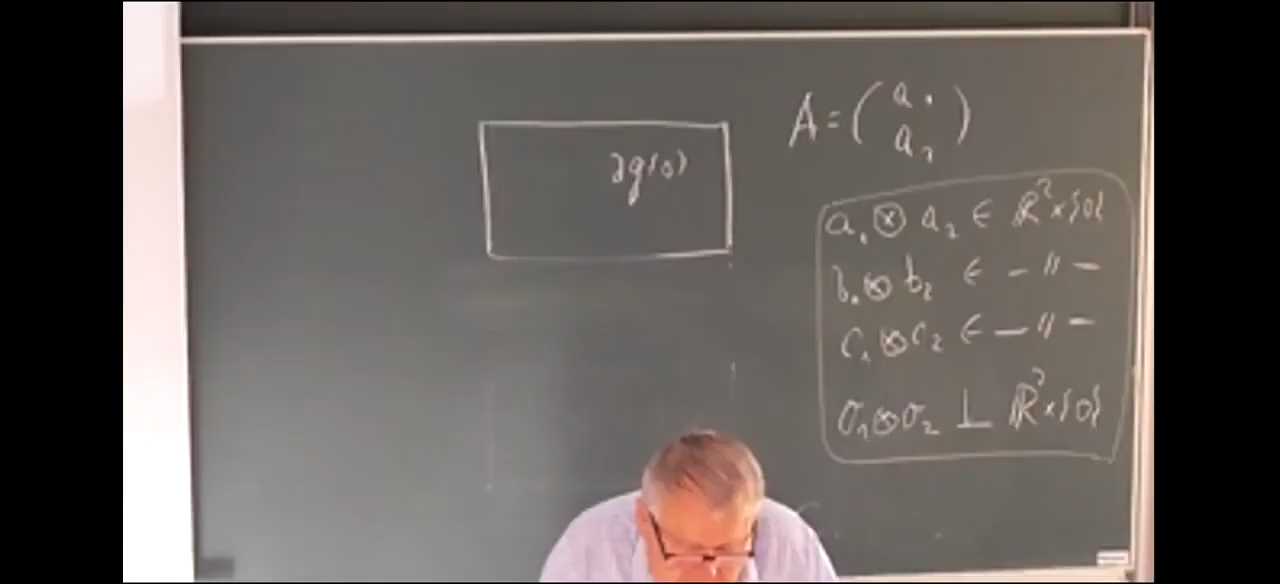 ∂g(0)
A = (a₁
a₂)
a₁ ⊗ a₂ ∈ ℝ² × {0}
b₁ ⊗ b₂ ∈ — ″ —
c₁ ⊗ c₂ ∈ — ″ —
σ₁ ⊗ σ₂ ⊥ ℝ² × {0}